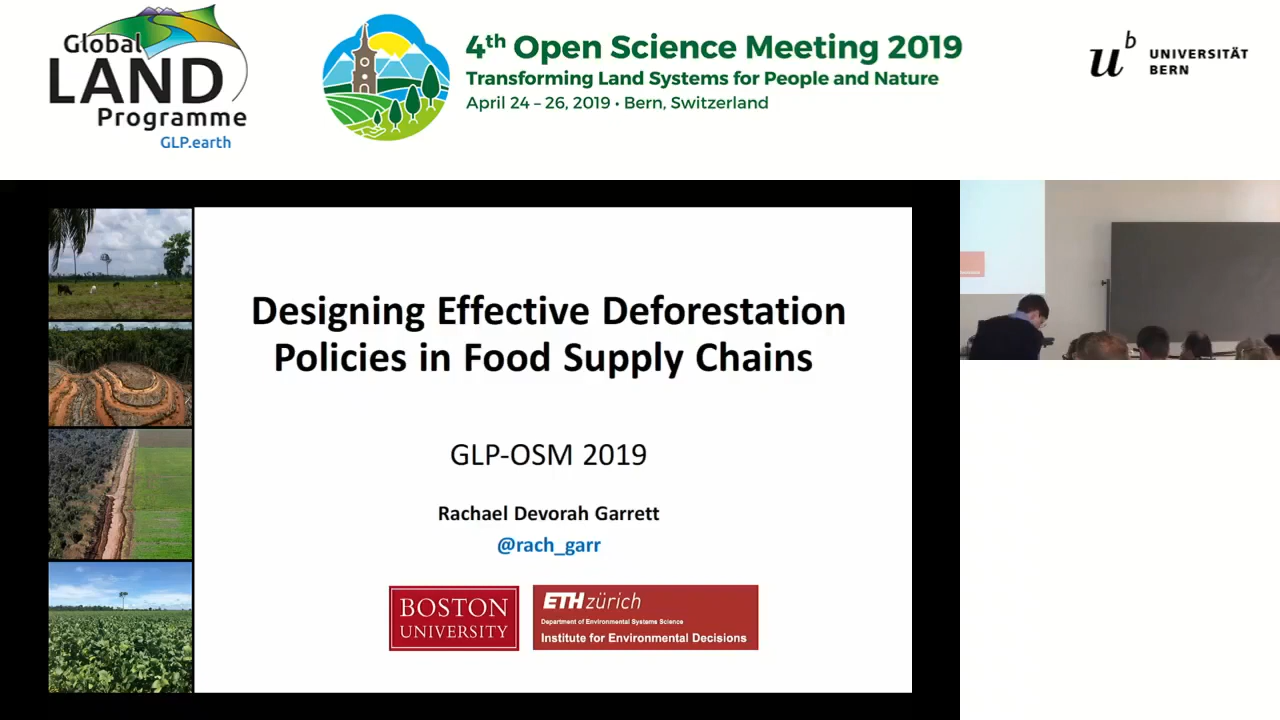 Global
LAND
Programme
GLP.earth
4th Open Science Meeting 2019
Transforming Land Systems for People and Nature
April 24 – 26, 2019 • Bern, Switzerland
u b
UNIVERSITÄT
BERN
Designing Effective Deforestation
Policies in Food Supply Chains
GLP-OSM 2019
Rachael Devorah Garrett
@rach_garr
BOSTON
UNIVERSITY
ETH zürich
Department of Environmental Systems Science
Institute for Environmental Decisions